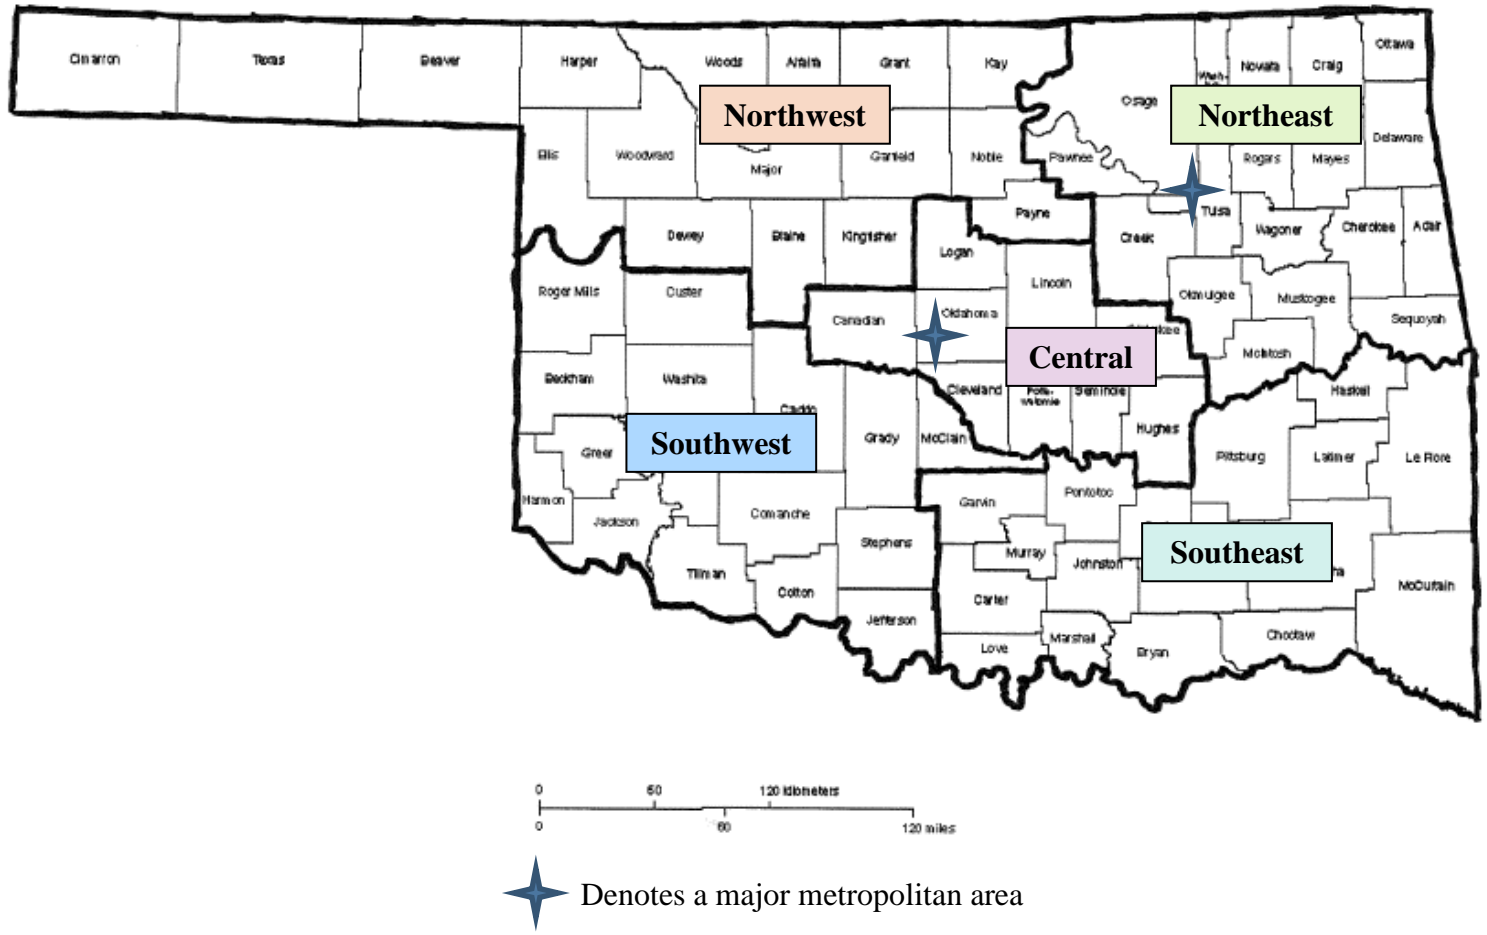 Cimarron
Texas
Beaver
Harper
Woods
Alfalfa
Grant
Kay
Osage
Wash-
Nowata
Craig
Ottawa
Northwest
Northeast
Ellis
Woodward
Major
Garfield
Noble
Pawnee
Rogers
Mayes
Delaware
Dewey
Blaine
Kingfisher
Logan
Payne
Creek
Tulsa
Wagoner
Cherokee
Adair
Roger Mills
Custer
Canadian
Oklahoma
Lincoln
Okmulgee
Muskogee
Sequoyah
Central
Beckham
Washita
Caddo
Cleveland
Seminole
McIntosh
Haskell
Southwest
Greer
Grady
McClain
Hughes
Pittsburg
Latimer
Le Flore
Harmon
Jackson
Comanche
Garvin
Pontotoc
Stephens
Murray
Johnston
Southeast
Tillman
Cotton
Carter
McCurtain
Jefferson
Love
Marshall
Bryan
Choctaw
0 50 120 kilometers
0 60 120 miles
Denotes a major metropolitan area